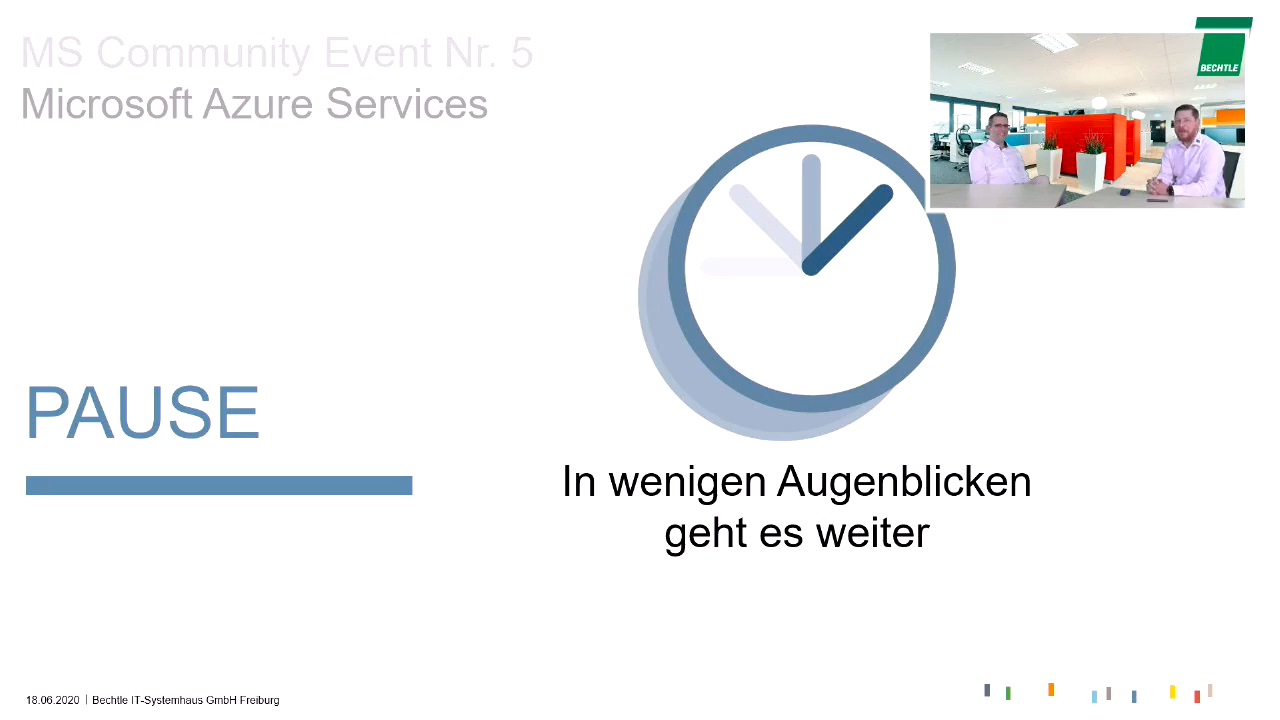 MS Community Event Nr. 5
Microsoft Azure Services
BECHTLE
PAUSE
In wenigen Augenblicken
geht es weiter
18.06.2020 | Bechtle IT-Systemhaus GmbH Freiburg